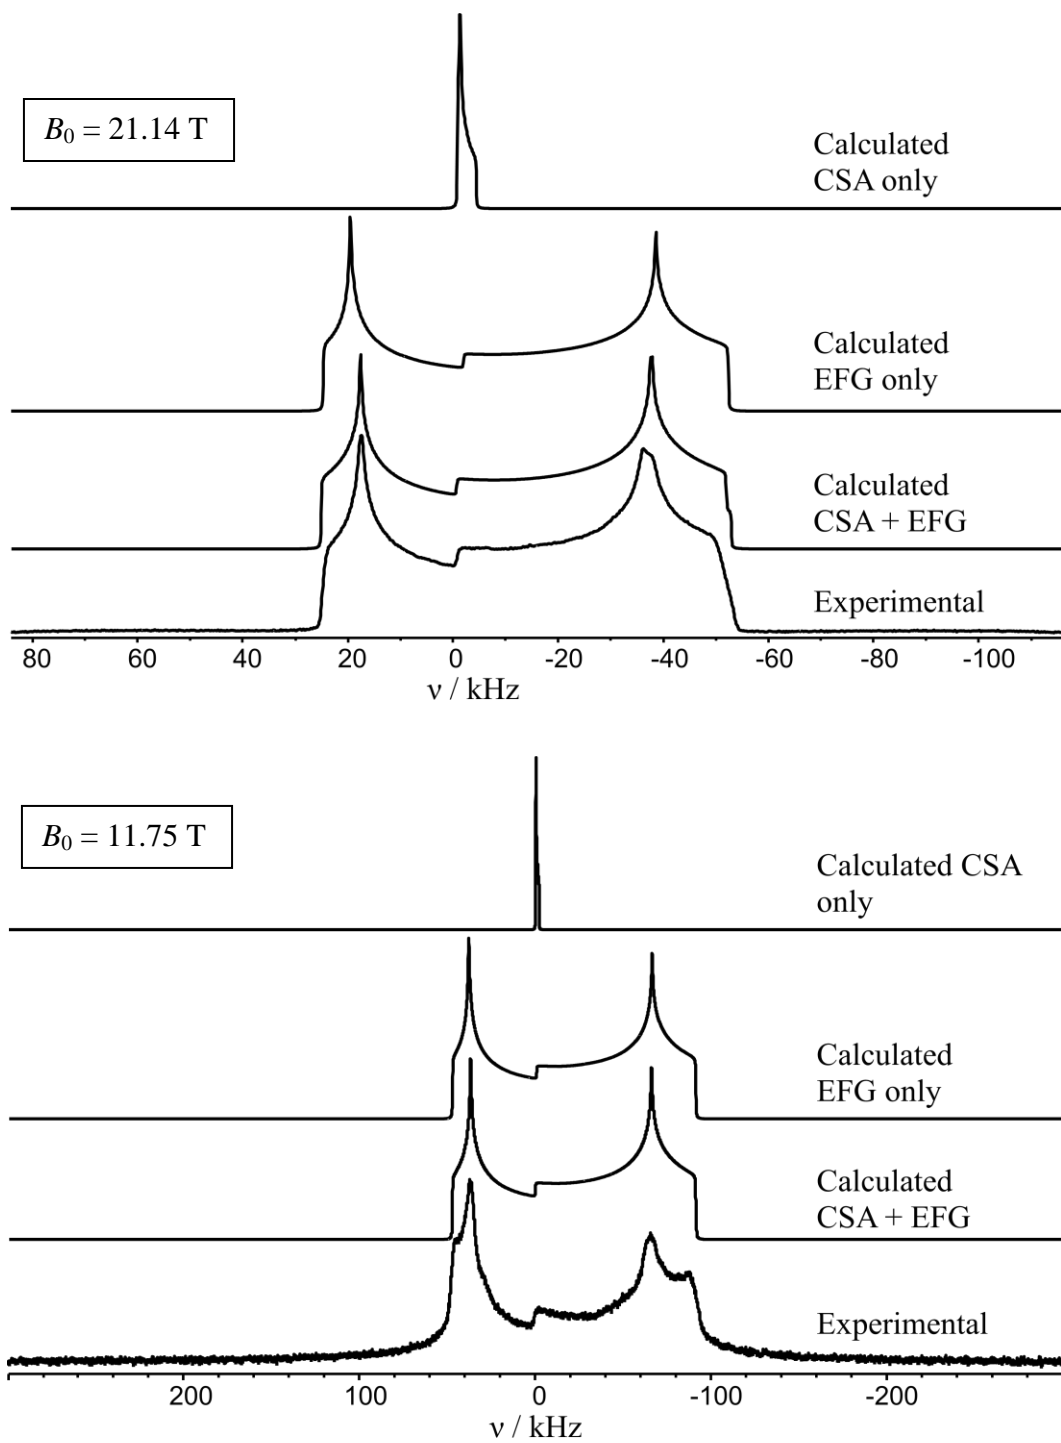 B₀ = 21.14 T
Calculated
CSA only
Calculated
EFG only
Calculated
CSA + EFG
Experimental
80 60 40 20 0 -20 -40 -60 -80 -100
ν / kHz
B₀ = 11.75 T
Calculated CSA
only
Calculated
EFG only
Calculated
CSA + EFG
Experimental
200 100 0 -100 -200
ν / kHz